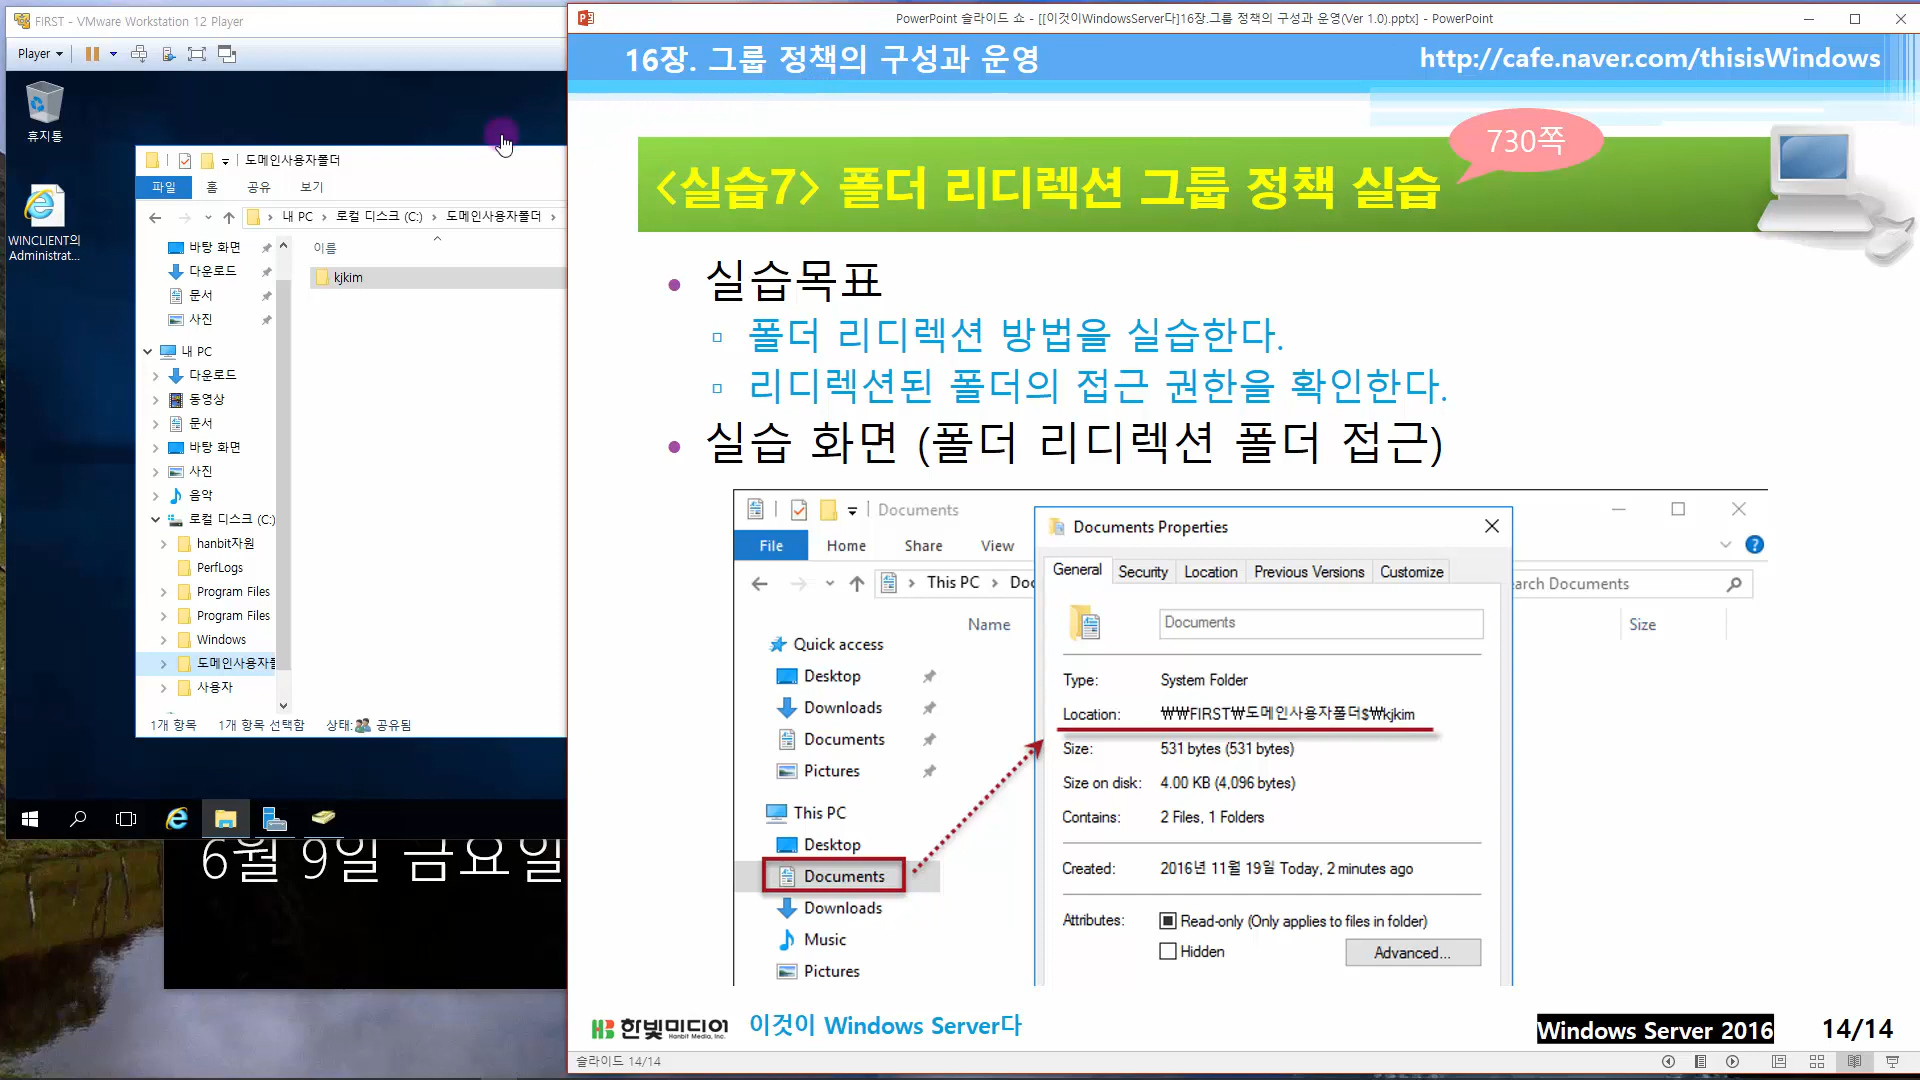 FIRST - VMware Workstation 12 Player
Player
휴지통
WINCLIENT의
Administrat...
도메인사용자폴더
파일
홈
공유
보기
내 PC > 로컬 디스크 (C:) > 도메인사용자폴더 >
이름
kjkim
바탕 화면
다운로드
문서
사진
내 PC
다운로드
동영상
문서
바탕 화면
사진
음악
로컬 디스크 (C:)
hanbit자원
PerfLogs
Program Files
Program Files
Windows
도메인사용자폴
사용자
1개 항목
1개 항목 선택함
상태:
공유됨
6월 9일 금요일
PowerPoint 슬라이드 쇼 - [[이것이WindowsServer다]16장.그룹 정책의 구성과 운영(Ver 1.0).pptx] - PowerPoint
16장. 그룹 정책의 구성과 운영
http://cafe.naver.com/thisisWindows
730쪽
<실습7> 폴더 리디렉션 그룹 정책 실습
• 실습목표
폴더 리디렉션 방법을 실습한다.
리디렉션된 폴더의 접근 권한을 확인한다.
• 실습 화면 (폴더 리디렉션 폴더 접근)
Documents
File
Home
Share
View
This PC > Doc
arch Documents
Name
Size
Quick access
Desktop
Downloads
Documents
Pictures
This PC
Desktop
Documents
Downloads
Music
Pictures
Documents Properties
General
Security
Location
Previous Versions
Customize
Documents
Type: System Folder
Location: ₩₩FIRST₩도메인사용자폴더$₩kjkim
Size: 531 bytes (531 bytes)
Size on disk: 4.00 KB (4,096 bytes)
Contains: 2 Files, 1 Folders
Created: 2016년 11월 19일 Today, 2 minutes ago
Attributes: Read-only (Only applies to files in folder)
Hidden
Advanced...
한빛미디어
Hanbit Media, Inc.
이것이 Windows Server다
Windows Server 2016
14/14
슬라이드 14/14